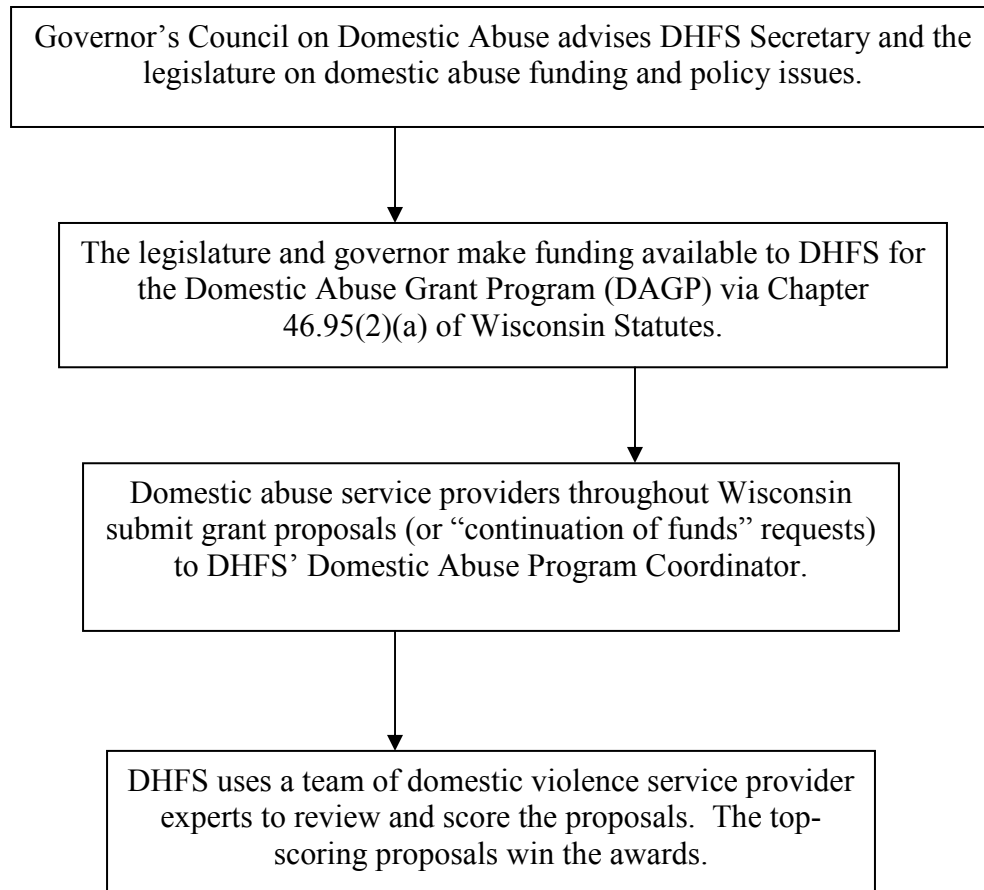 Governor’s Council on Domestic Abuse advises DHFS Secretary and the
legislature on domestic abuse funding and policy issues.
The legislature and governor make funding available to DHFS for
the Domestic Abuse Grant Program (DAGP) via Chapter
46.95(2)(a) of Wisconsin Statutes.
Domestic abuse service providers throughout Wisconsin
submit grant proposals (or “continuation of funds” requests)
to DHFS’ Domestic Abuse Program Coordinator.
DHFS uses a team of domestic violence service provider
experts to review and score the proposals.  The top-
scoring proposals win the awards.